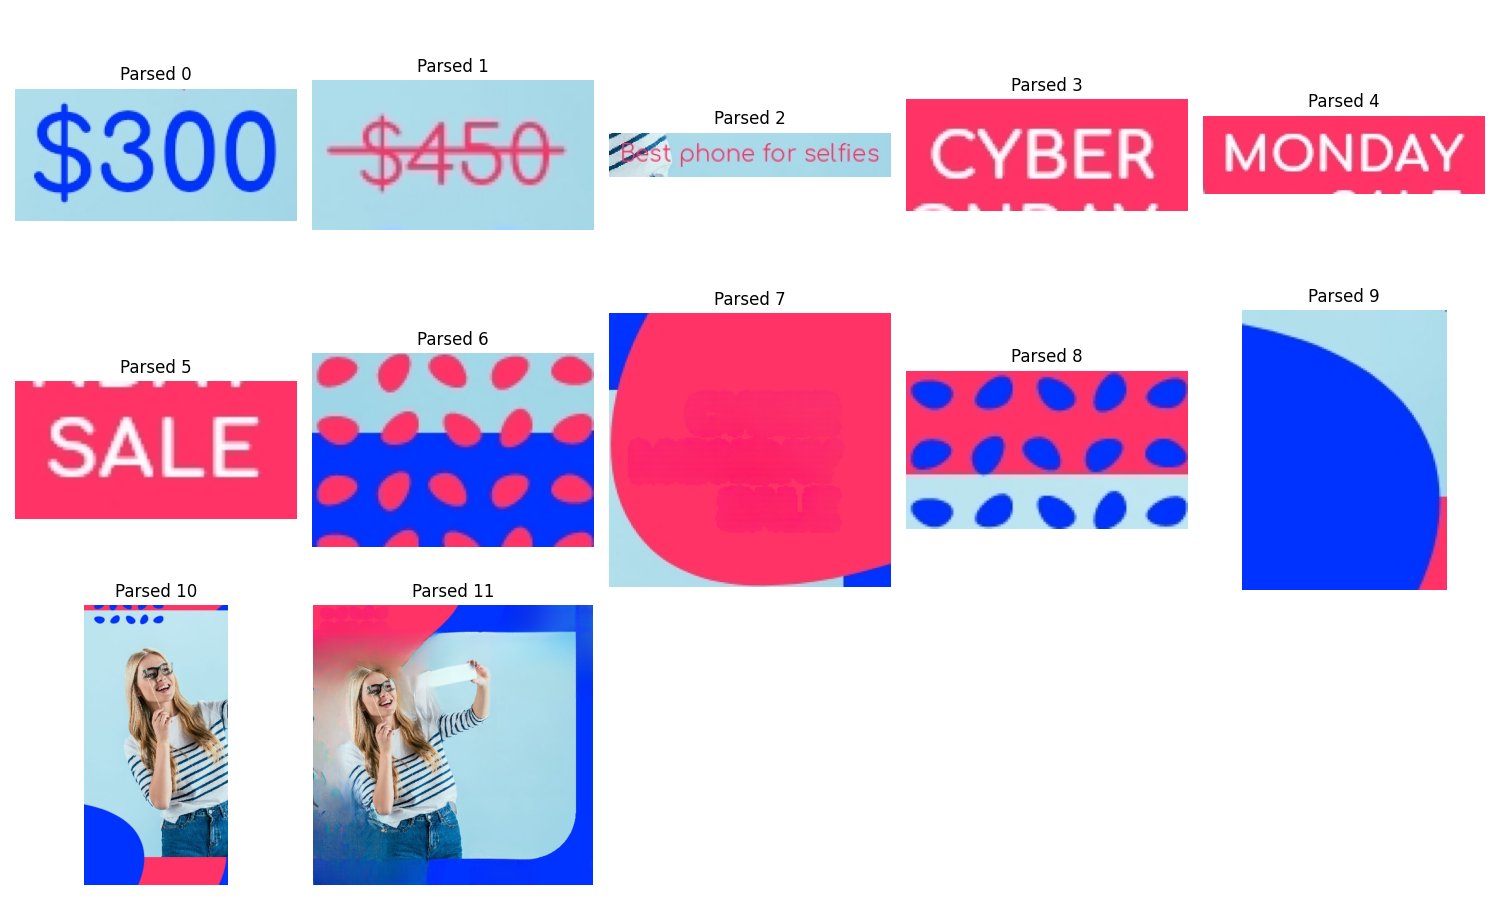 Parsed 0
$300
Parsed 1
$450
Parsed 2
Best phone for selfies
Parsed 3
CYBER
Parsed 4
MONDAY
Parsed 5
SALE
Parsed 6
Parsed 7
Parsed 8
Parsed 9
Parsed 10
Parsed 11